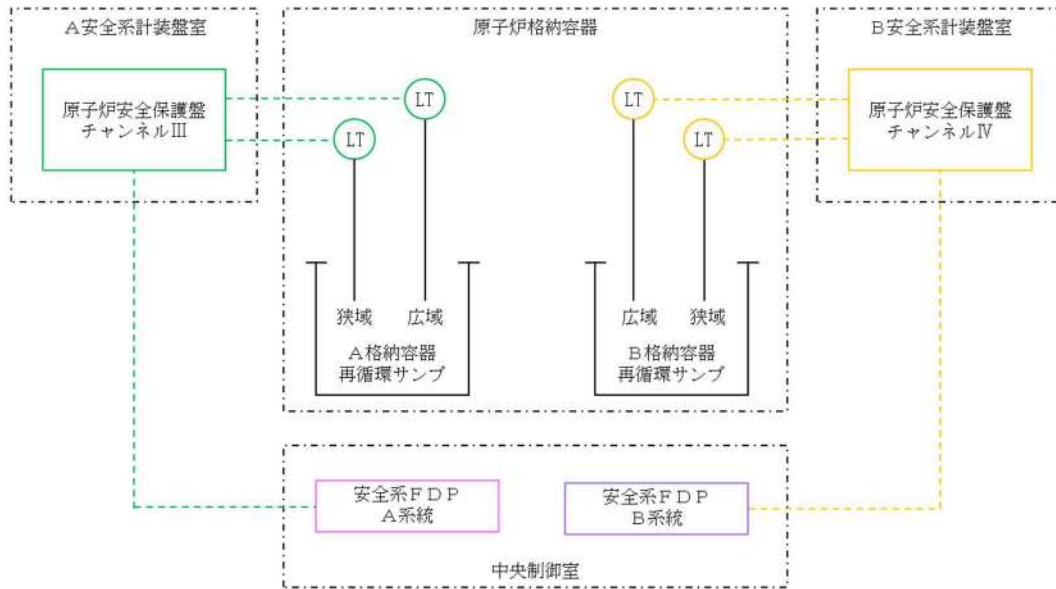 A安全系計装盤室
原子炉格納容器
B安全系計装盤室
原子炉安全保護盤
チャンネルⅢ
LT
LT
LT
LT
原子炉安全保護盤
チャンネルⅣ
狭域
広域
広域
狭域
A格納容器
再循環サンプ
B格納容器
再循環サンプ
安全系FDP
A系統
安全系FDP
B系統
中央制御室